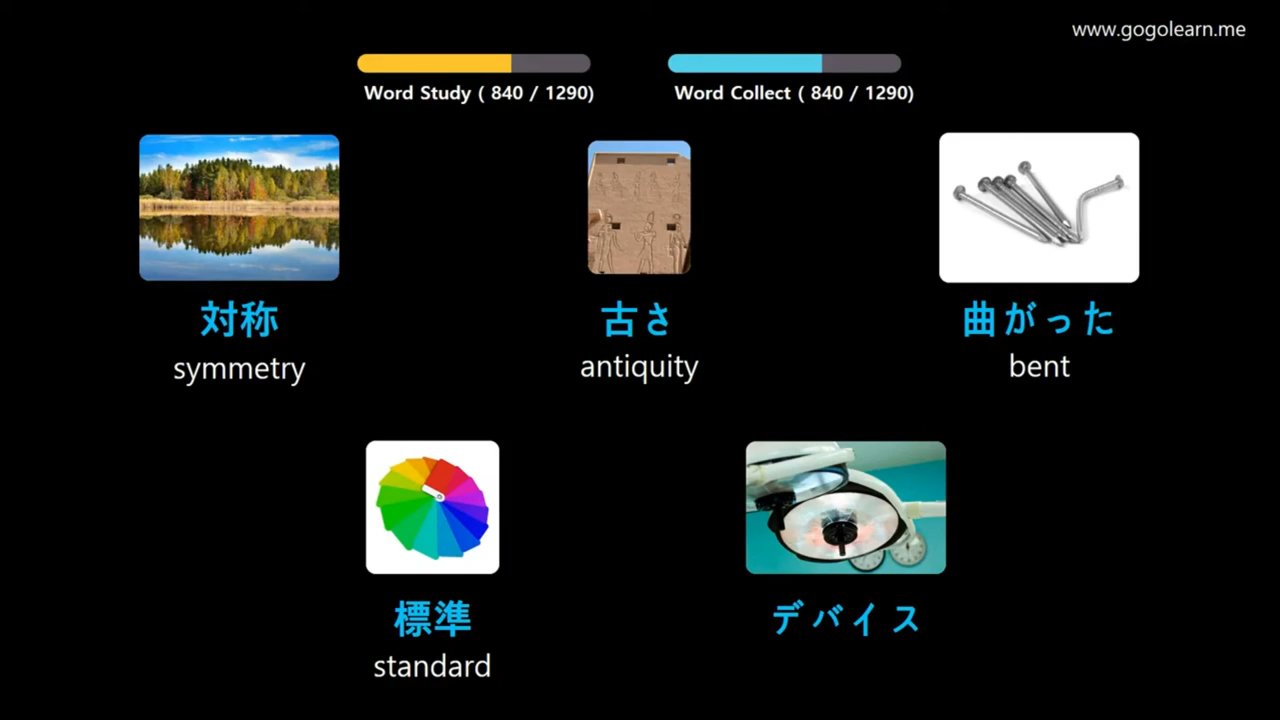 www.gogolearn.me
Word Study ( 840 / 1290)
Word Collect ( 840 / 1290)
対称
symmetry
古さ
antiquity
曲がった
bent
標準
standard
デバイス